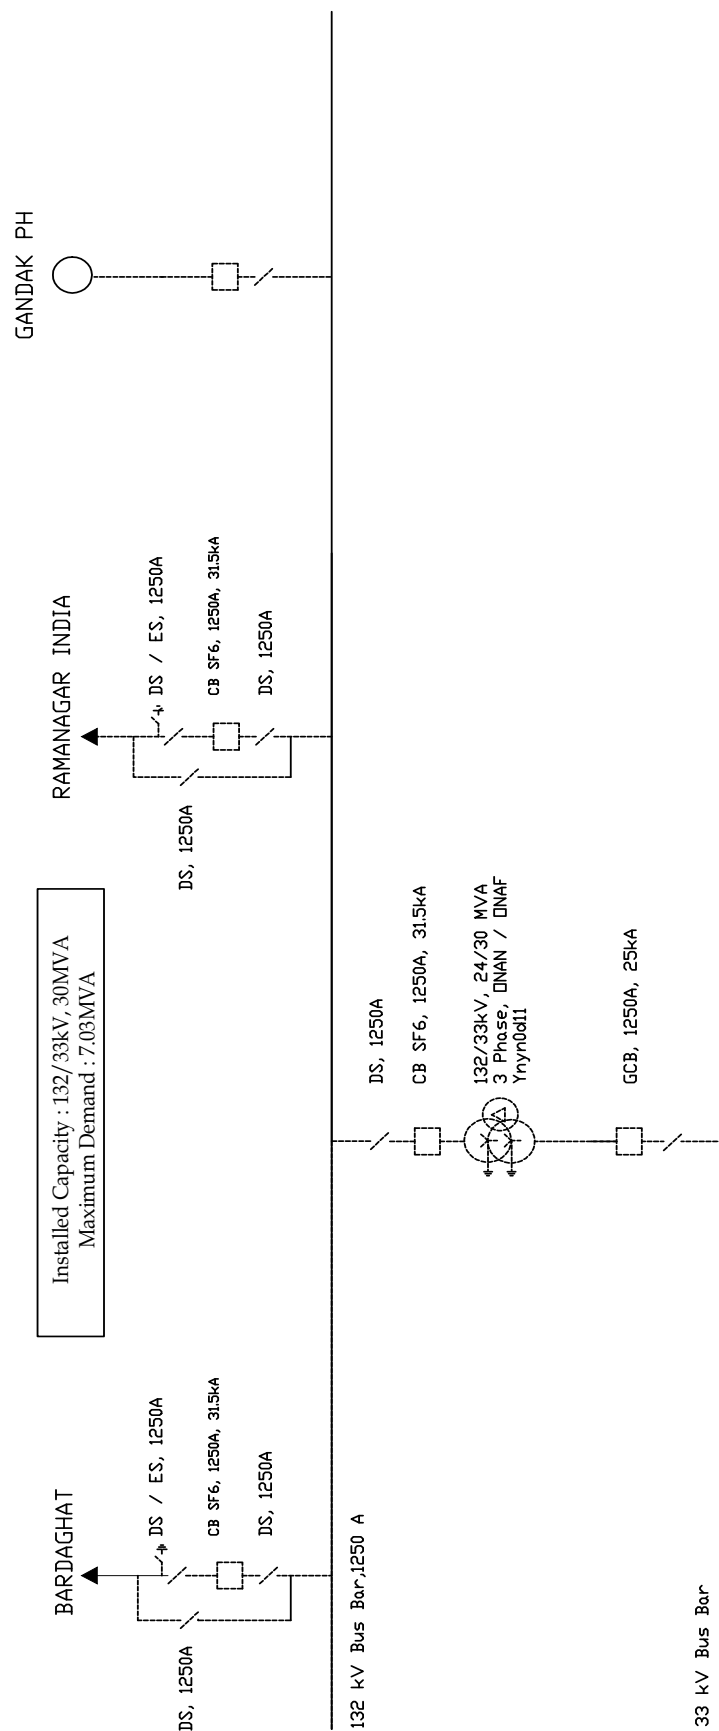 BARDAGHAT
DS / ES, 1250A
CB SF6, 1250A, 31.5kA
DS, 1250A
DS, 1250A
Installed Capacity : 132/33kV, 30MVA
Maximum Demand : 7.03MVA
RAMANAGAR INDIA
DS / ES, 1250A
CB SF6, 1250A, 31.5kA
DS, 1250A
DS, 1250A
GANDAK PH
132 kV Bus Bar,1250 A
DS, 1250A
CB SF6, 1250A, 31.5kA
132/33kV, 24/30 MVA
3 Phase, ONAN / ONAF
Ynyn0d11
GCB, 1250A, 25kA
33 kV Bus Bar